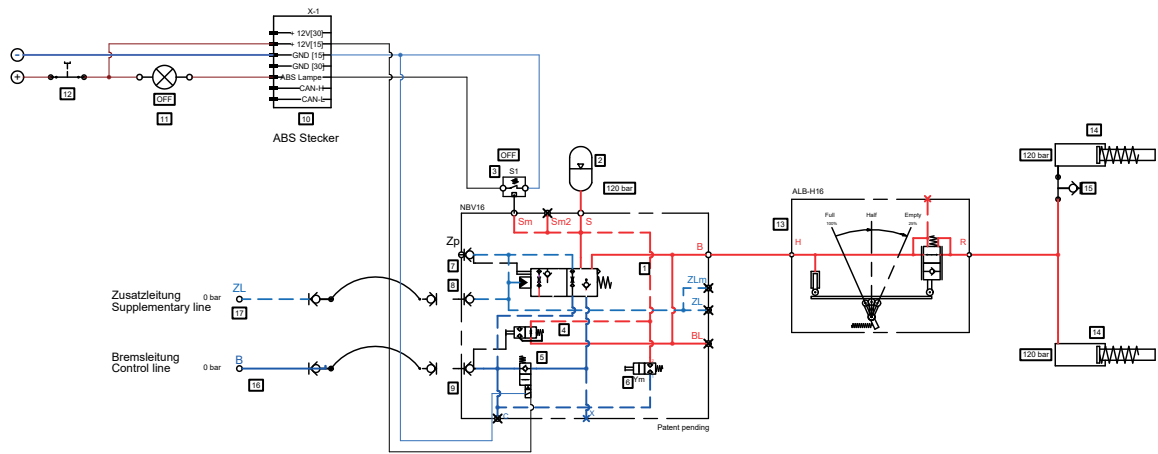 X-1
+ 12V[30]
+ 12V[15]
GND [15]
GND [30]
ABS Lampe
CAN-H
CAN-L
-
+
12
OFF
11
10
ABS Stecker
OFF
3
S1
2
120 bar
NBV16
Sm
Sm2
S
Zp
7
8
B
1
ZLm
ZL
4
BL
5
6
Ym
9
C
X
Patent pending
ZL
Zusatzleitung
Supplementary line
0 bar
17
B
Bremsleitung
Control line
0 bar
16
ALB-H16
13
Full
100%
Half
Empty
25%
H
R
14
120 bar
15
14
120 bar